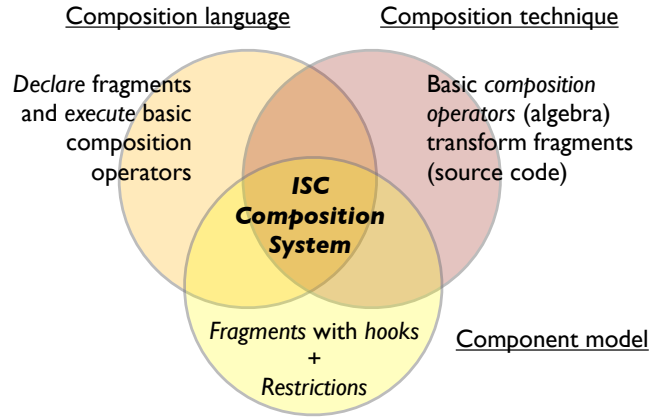 Composition language
Composition technique
Declare fragments
and execute basic
composition
operators
Basic composition
operators (algebra)
transform fragments
(source code)
ISC
Composition
System
Fragments with hooks
+
Restrictions
Component model